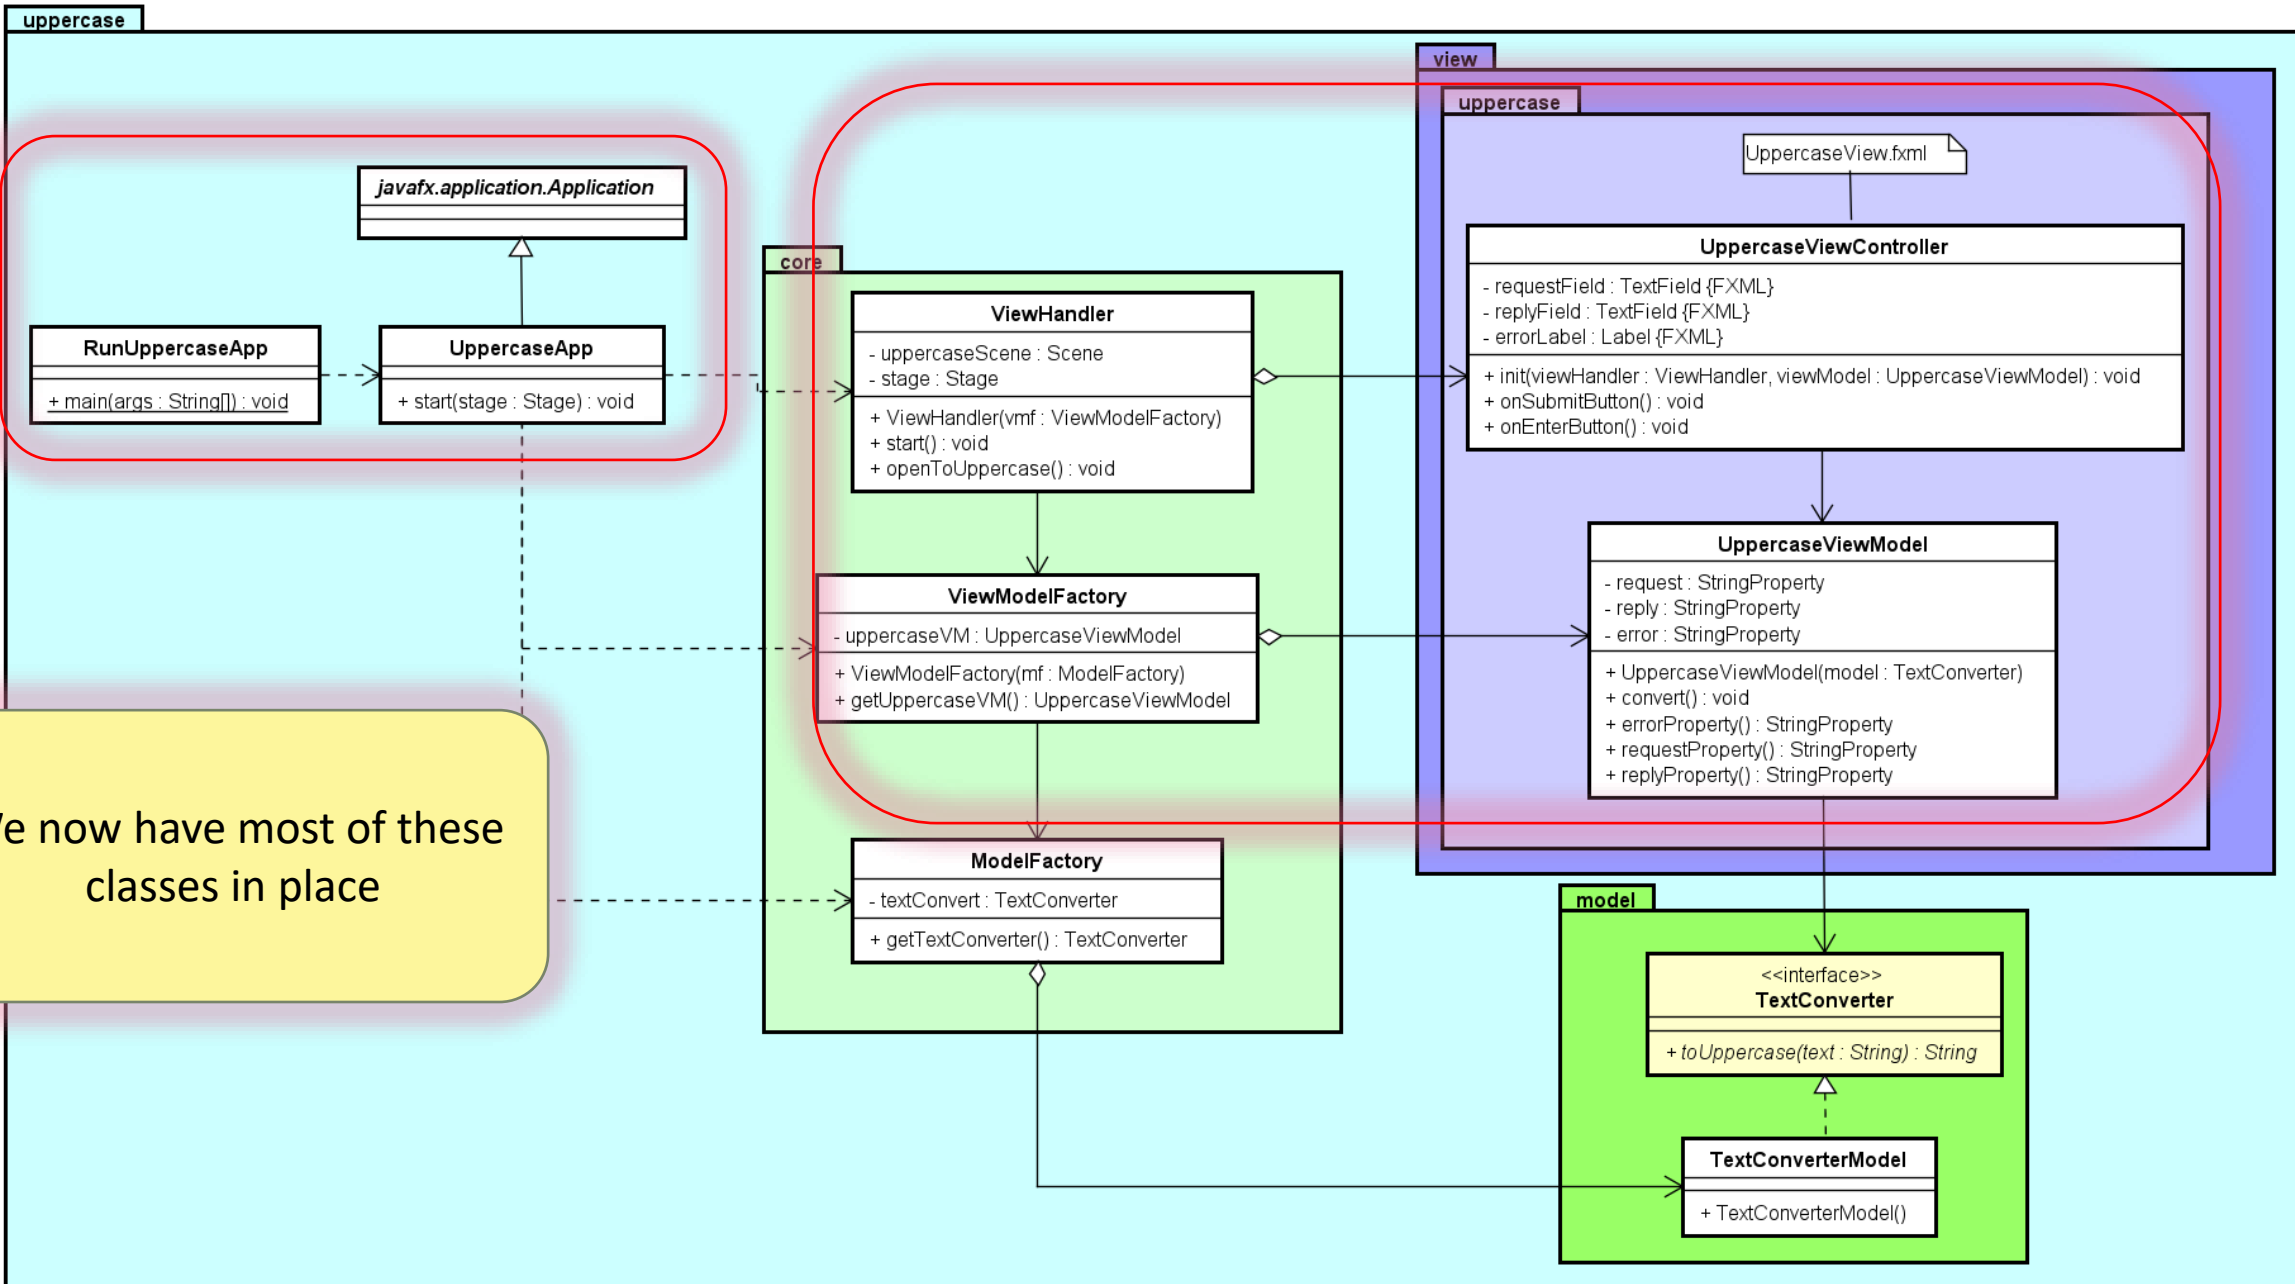 uppercase
view
uppercase
UppercaseView.fxml
javafx.application.Application
RunUppercaseApp
+ main(args : String[]) : void
UppercaseApp
+ start(stage : Stage) : void
core
ViewHandler
- uppercaseScene : Scene
- stage : Stage
+ ViewHandler(vmf : ViewModelFactory)
+ start() : void
+ openToUppercase() : void
UppercaseViewController
- requestField : TextField {FXML}
- replyField : TextField {FXML}
- errorLabel : Label {FXML}
+ init(viewHandler : ViewHandler, viewModel : UppercaseViewModel) : void
+ onSubmitButton() : void
+ onEnterButton() : void
ViewModelFactory
- uppercaseVM : UppercaseViewModel
+ ViewModelFactory(mf : ModelFactory)
+ getUppercaseVM() : UppercaseViewModel
UppercaseViewModel
- request : StringProperty
- reply : StringProperty
- error : StringProperty
+ UppercaseViewModel(model : TextConverter)
+ convert() : void
+ errorProperty() : StringProperty
+ requestProperty() : StringProperty
+ replyProperty() : StringProperty
now have most of these
classes in place
ModelFactory
- textConvert : TextConverter
+ getTextConverter() : TextConverter
model
<<interface>>
TextConverter
+ toUppercase(text : String) : String
TextConverterModel
+ TextConverterModel()